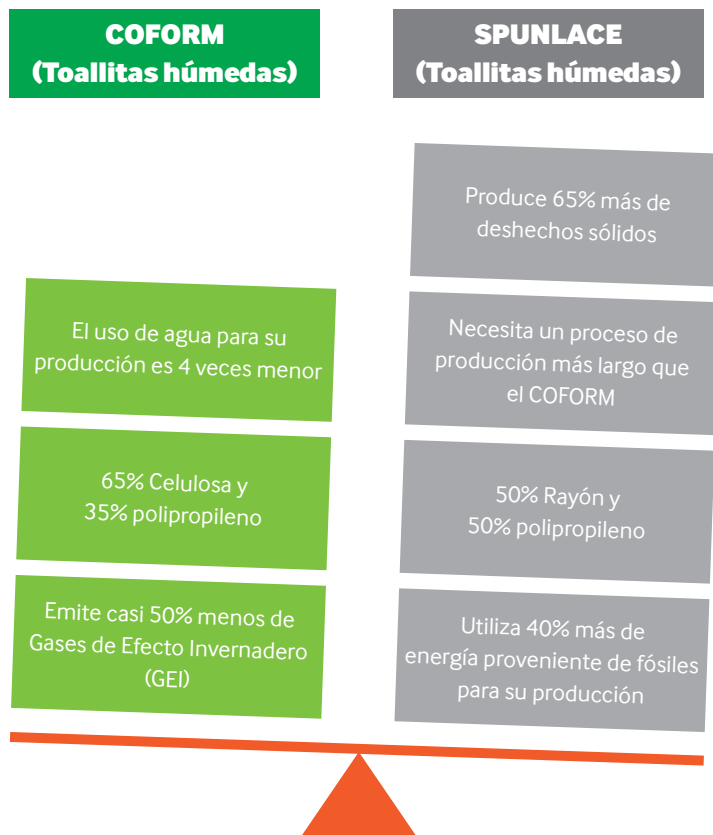 COFORM
(Toallitas húmedas)
El uso de agua para su
producción es 4 veces menor
65% Celulosa y
35% polipropileno
Emite casi 50% menos de
Gases de Efecto Invernadero
(GEI)
SPUNLACE
(Toallitas húmedas)
Produce 65% más de
deshechos sólidos
Necesita un proceso de
producción más largo que
el COFORM
50% Rayón y
50% polipropileno
Utiliza 40% más de
energía proveniente de fósiles
para su producción